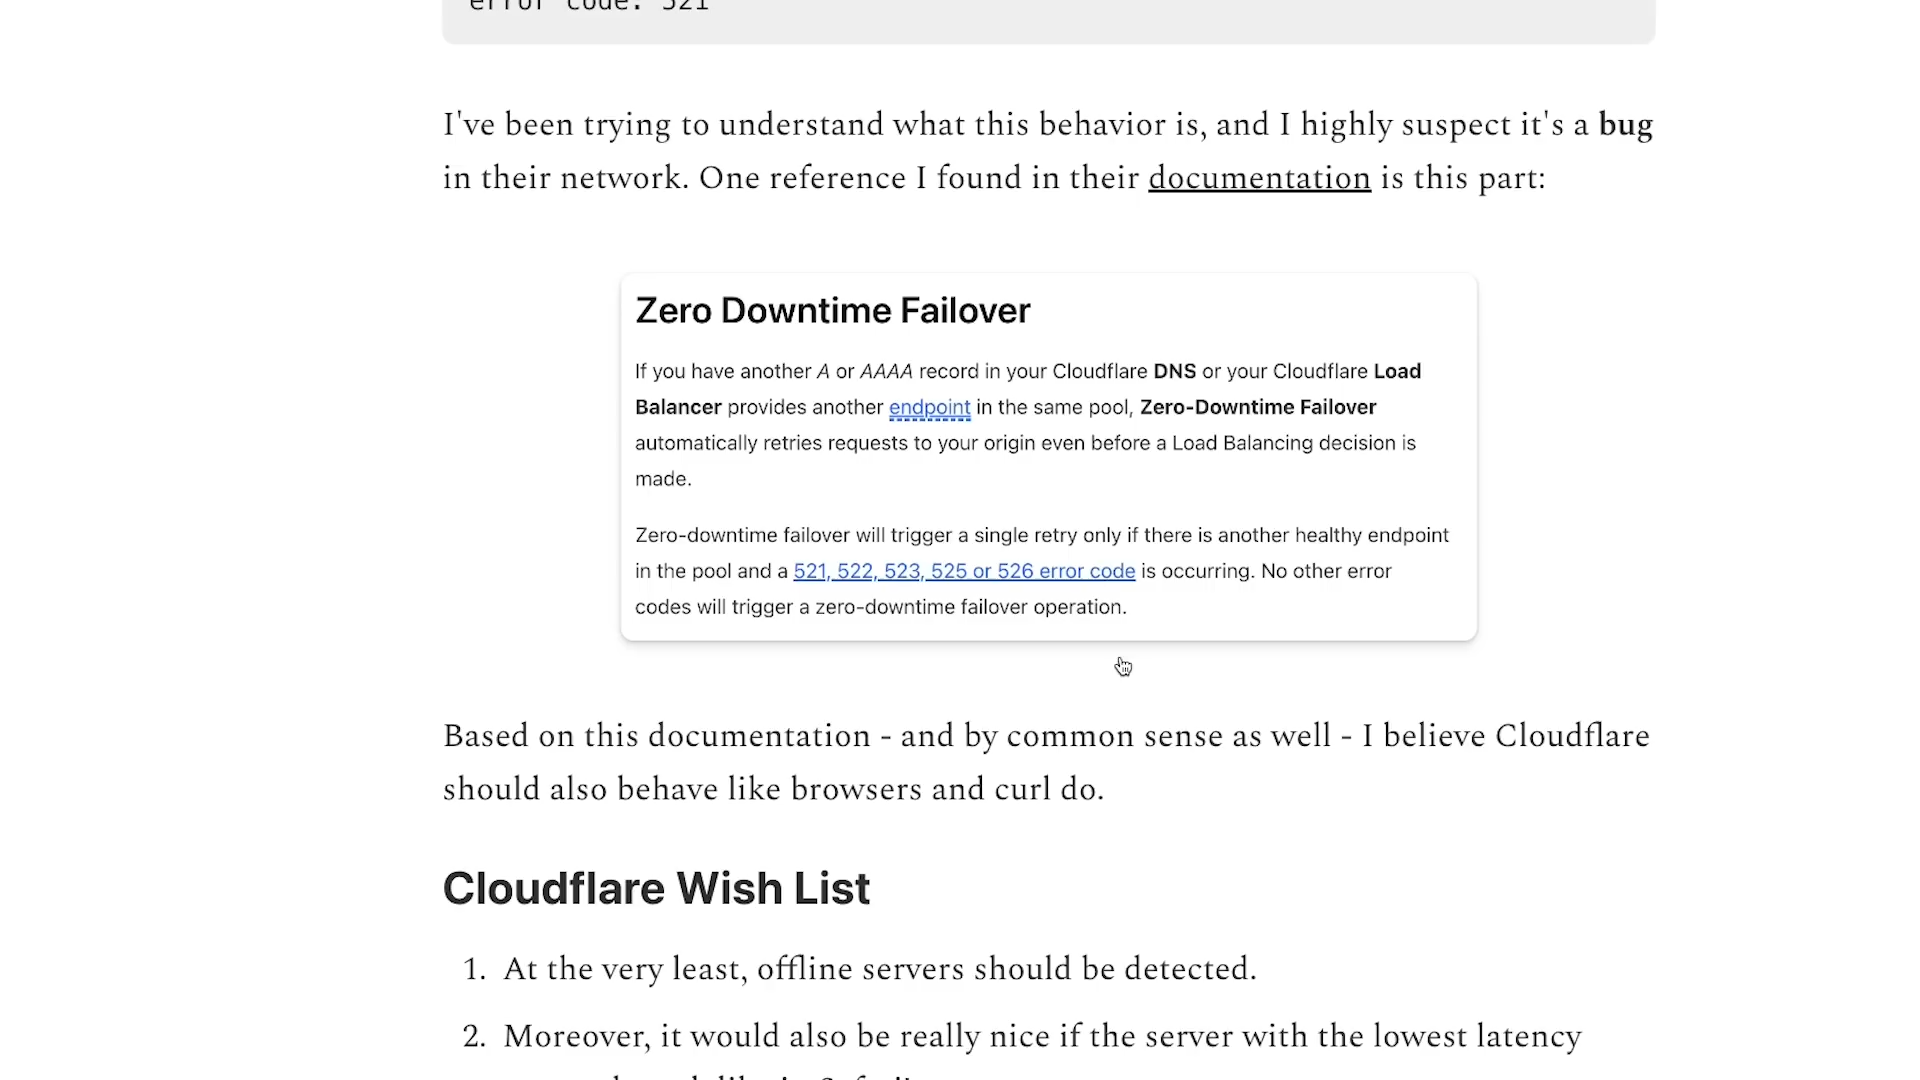 error code: 521
I've been trying to understand what this behavior is, and I highly suspect it's a bug
in their network. One reference I found in their documentation is this part:
Zero Downtime Failover
If you have another A or AAAA record in your Cloudflare DNS or your Cloudflare Load
Balancer provides another endpoint in the same pool, Zero-Downtime Failover
automatically retries requests to your origin even before a Load Balancing decision is
made.
Zero-downtime failover will trigger a single retry only if there is another healthy endpoint
in the pool and a 521, 522, 523, 525 or 526 error code is occurring. No other error
codes will trigger a zero-downtime failover operation.
Based on this documentation - and by common sense as well - I believe Cloudflare
should also behave like browsers and curl do.
Cloudflare Wish List
1. At the very least, offline servers should be detected.
2. Moreover, it would also be really nice if the server with the lowest latency